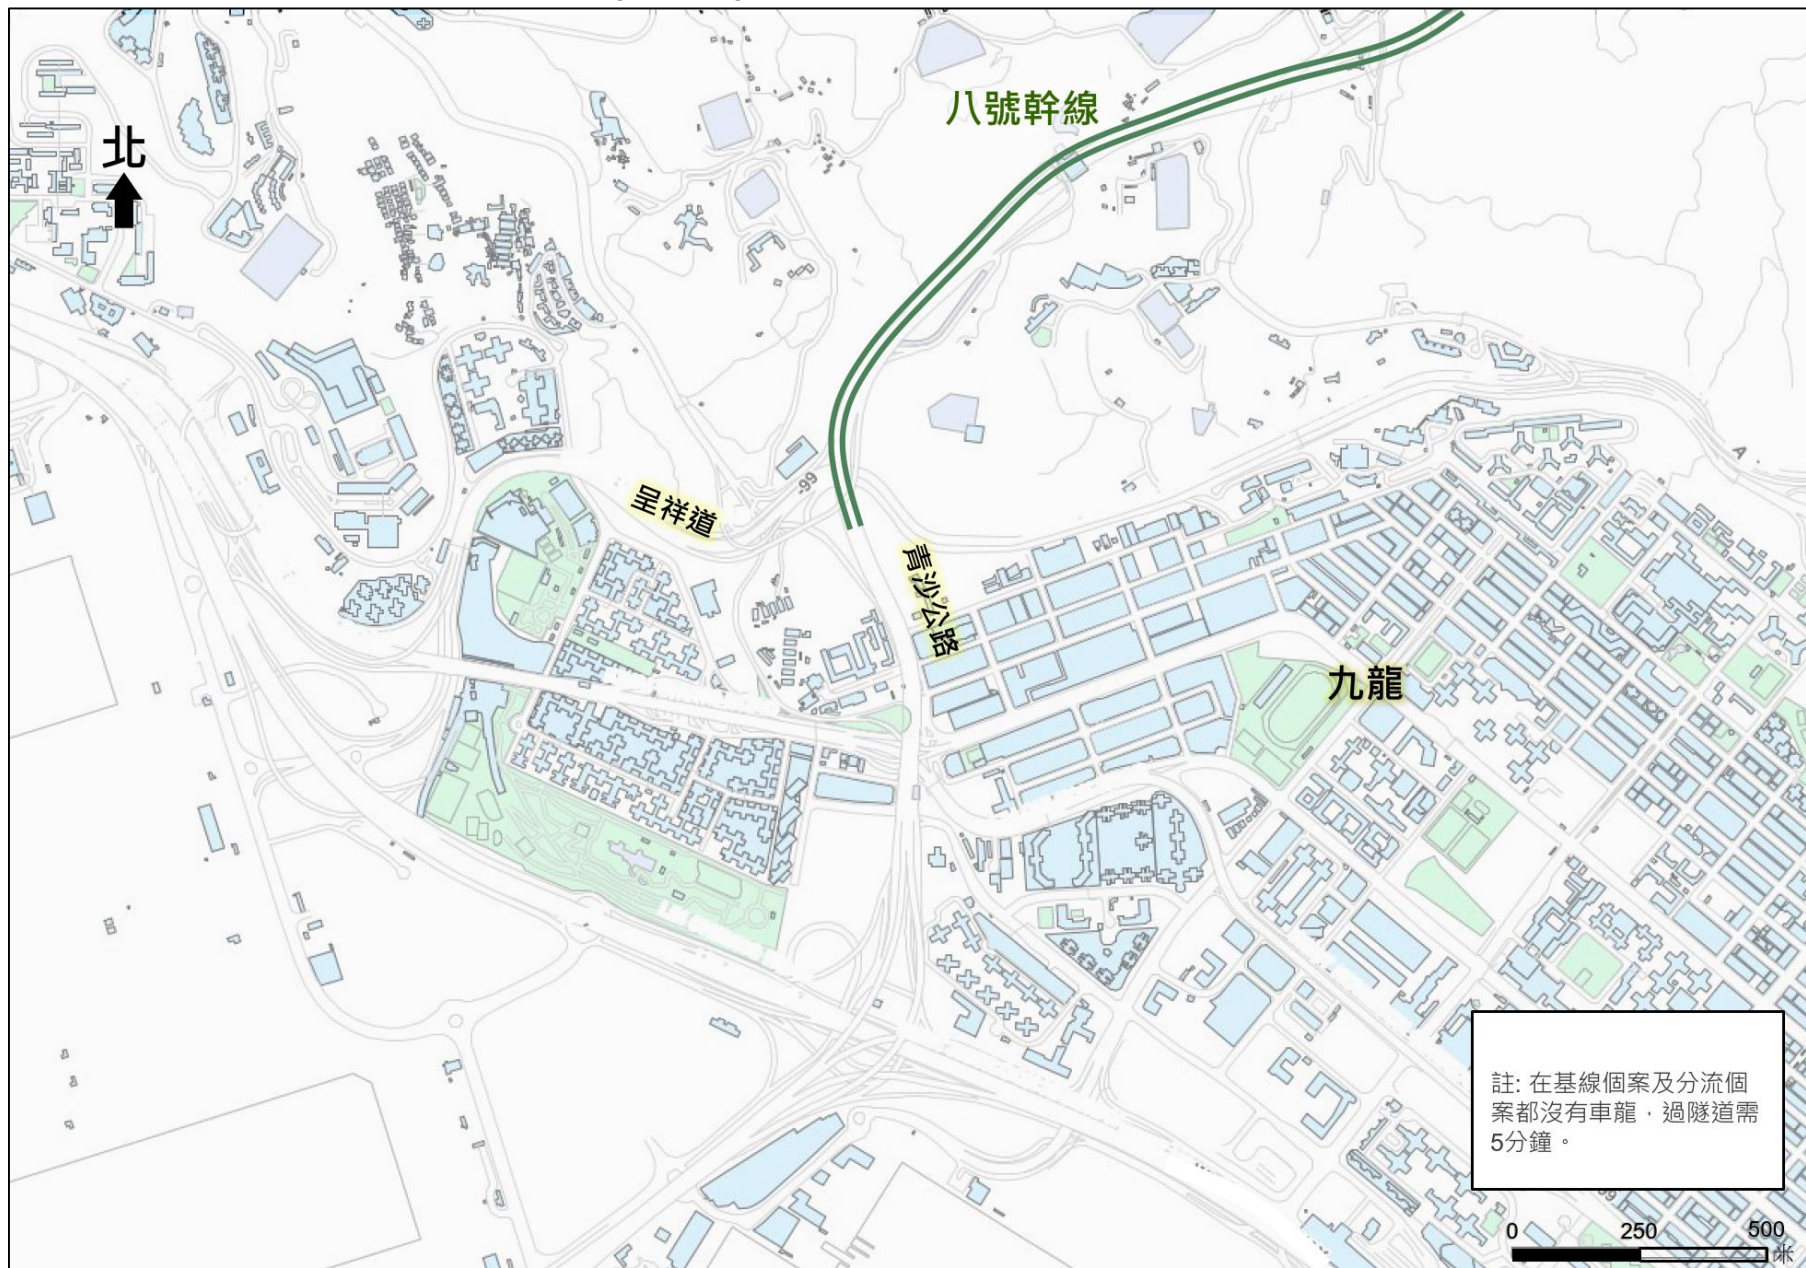 八號幹線
北
呈祥道
青沙公路
九龍
註: 在基線個案及分流個
案都沒有車龍，過隧道需
5分鐘。
0 250 500
米